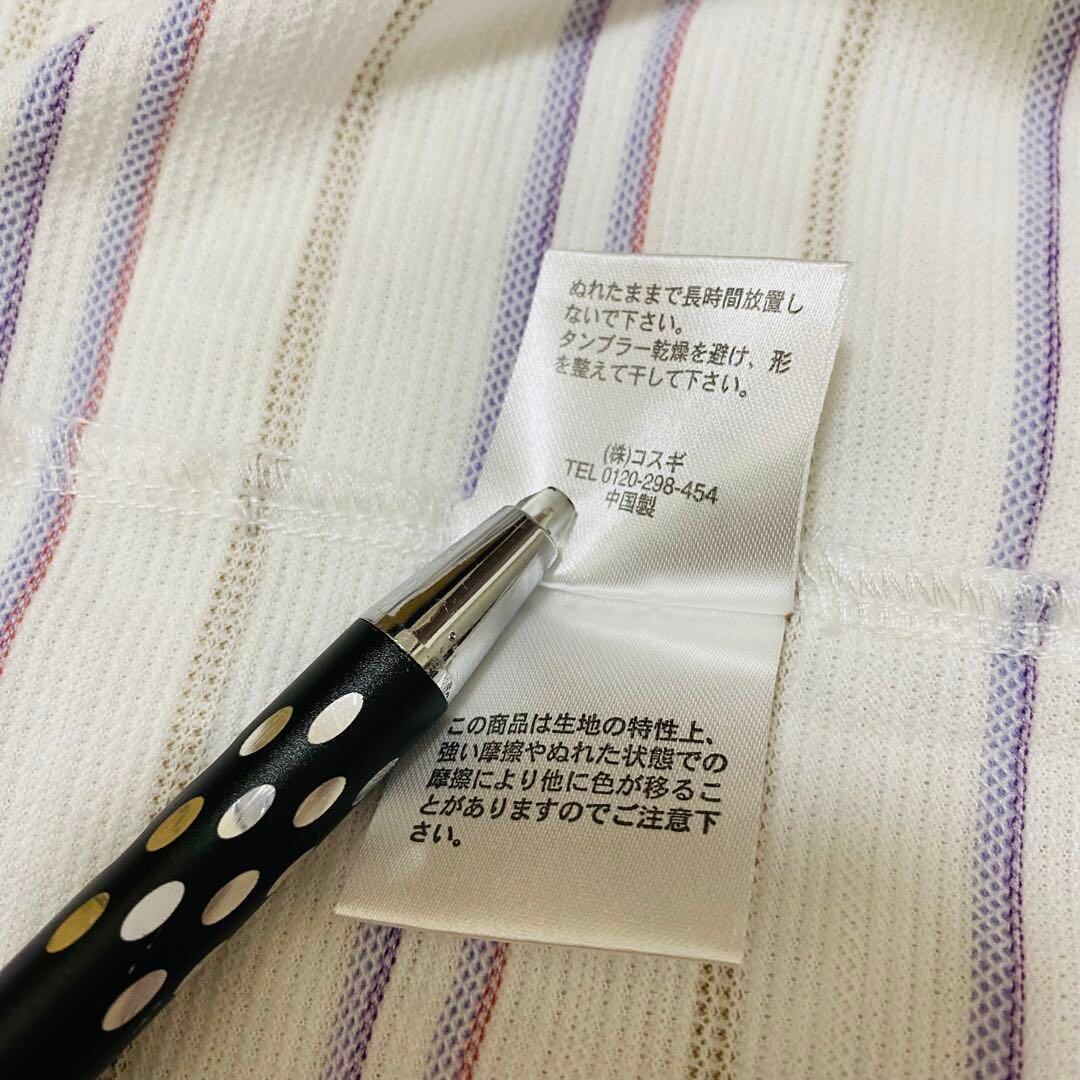 ぬれたままで長時間放置し
ないで下さい。
タンブラー乾燥を避け、形
を整えて干して下さい。
(株)コスギ
TEL 0120-298-454
中国製
この商品は生地の特性上、
強い摩擦やぬれた状態での
摩擦により他に色が移るこ
とがありますのでご注意下
さい。